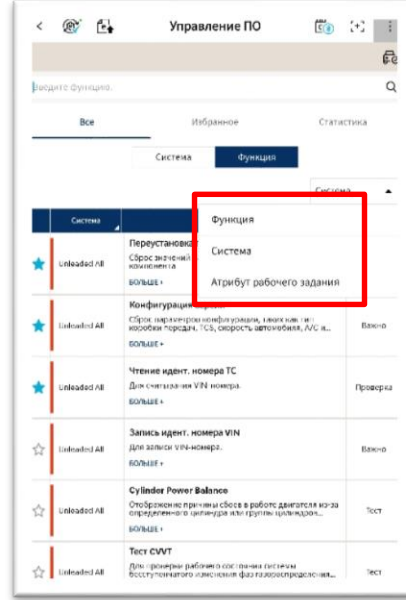 Управление ПО
Введите функцию.
Все
Избранное
Статистика
Система
Функция
Система
Система
Функция
Система
Атрибут рабочего задания
Unleaded All
Переустановка
Сброс значений
компонента
БОЛЬШЕ +
Unleaded All
Конфигурация
Сброс параметров конфигурации, таких как тип
коробки передач, TCS, скорость автомобиля, A/C и...
БОЛЬШЕ +
Важно
Unleaded All
Чтение идент. номера ТС
Для считывания VIN-номера.
БОЛЬШЕ +
Проверка
Unleaded All
Запись идент. номера VIN
Для записи VIN-номера.
БОЛЬШЕ +
Важно
Unleaded All
Cylinder Power Balance
Отображение причины сбоев в работе двигателя из-за
определенного цилиндра или группы цилиндров...
БОЛЬШЕ +
Тест
Unleaded All
Тест CVVT
Для проверки рабочего состояния системы
бесступенчатого изменения фаз газораспределения...
Тест